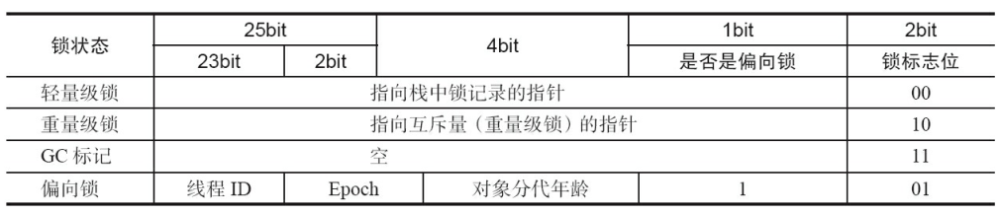 锁状态 25bit 4bit 1bit 2bit
23bit 2bit 是否是偏向锁 锁标志位
轻量级锁 指向栈中锁记录的指针 00
重量级锁 指向互斥量（重量级锁）的指针 10
GC 标记 空 11
偏向锁 线程 ID Epoch 对象分代年龄 1 01